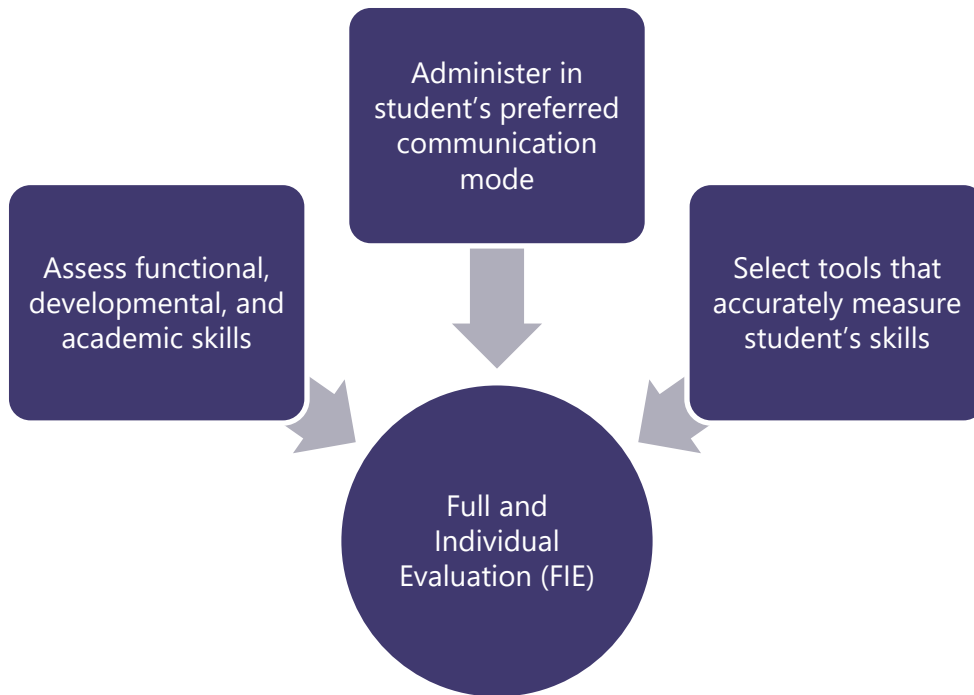 Administer in
student’s preferred
communication
mode
Assess functional,
developmental, and
academic skills
Select tools that
accurately measure
student’s skills
Full and
Individual
Evaluation (FIE)